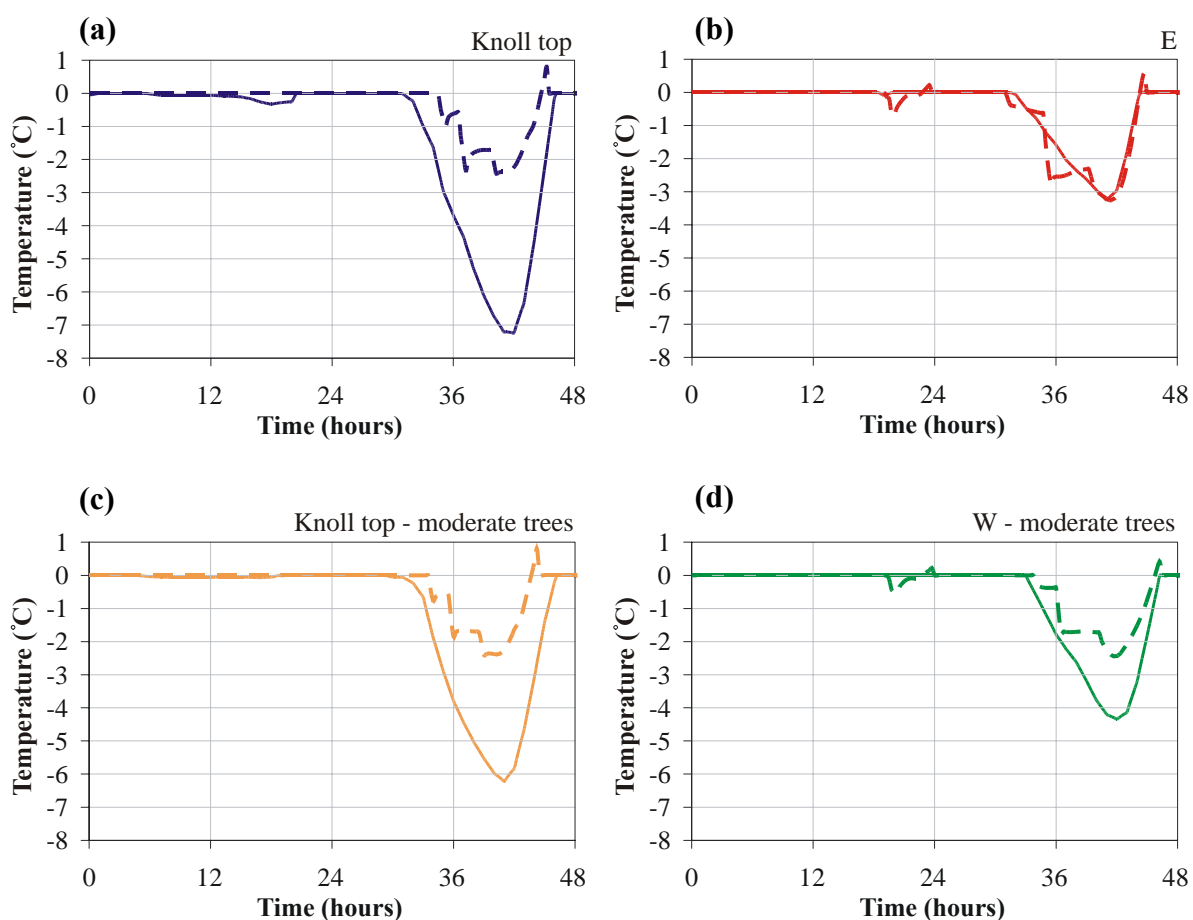 (a)
Knoll top
1
0
-1
-2
-3
-4
-5
-6
-7
-8
Temperature (°C)
0 12 24 36 48
Time (hours)
(b)
E
1
0
-1
-2
-3
-4
-5
-6
-7
-8
Temperature (°C)
0 12 24 36 48
Time (hours)
(c)
Knoll top - moderate trees
1
0
-1
-2
-3
-4
-5
-6
-7
-8
Temperature (°C)
0 12 24 36 48
Time (hours)
(d)
W - moderate trees
1
0
-1
-2
-3
-4
-5
-6
-7
-8
Temperature (°C)
0 12 24 36 48
Time (hours)